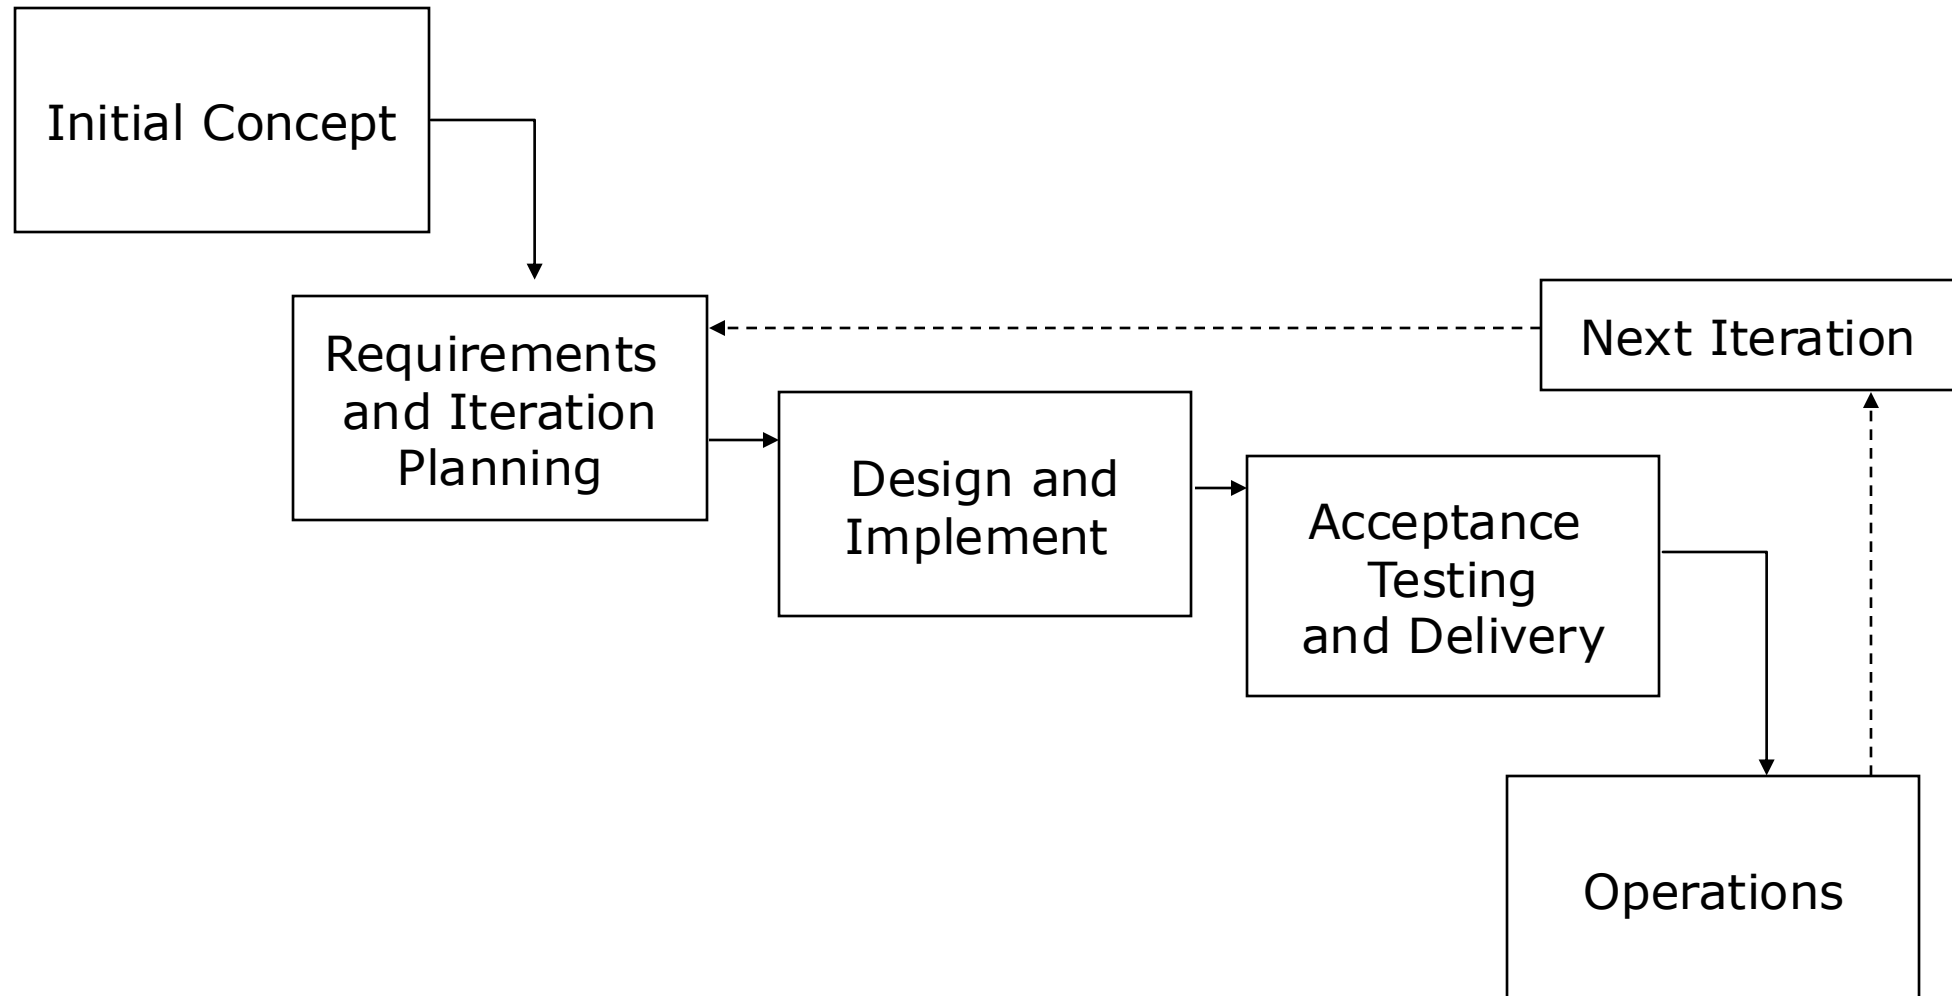 Initial Concept
Requirements
and Iteration
Planning
Next Iteration
Design and
Implement
Acceptance
Testing
and Delivery
Operations